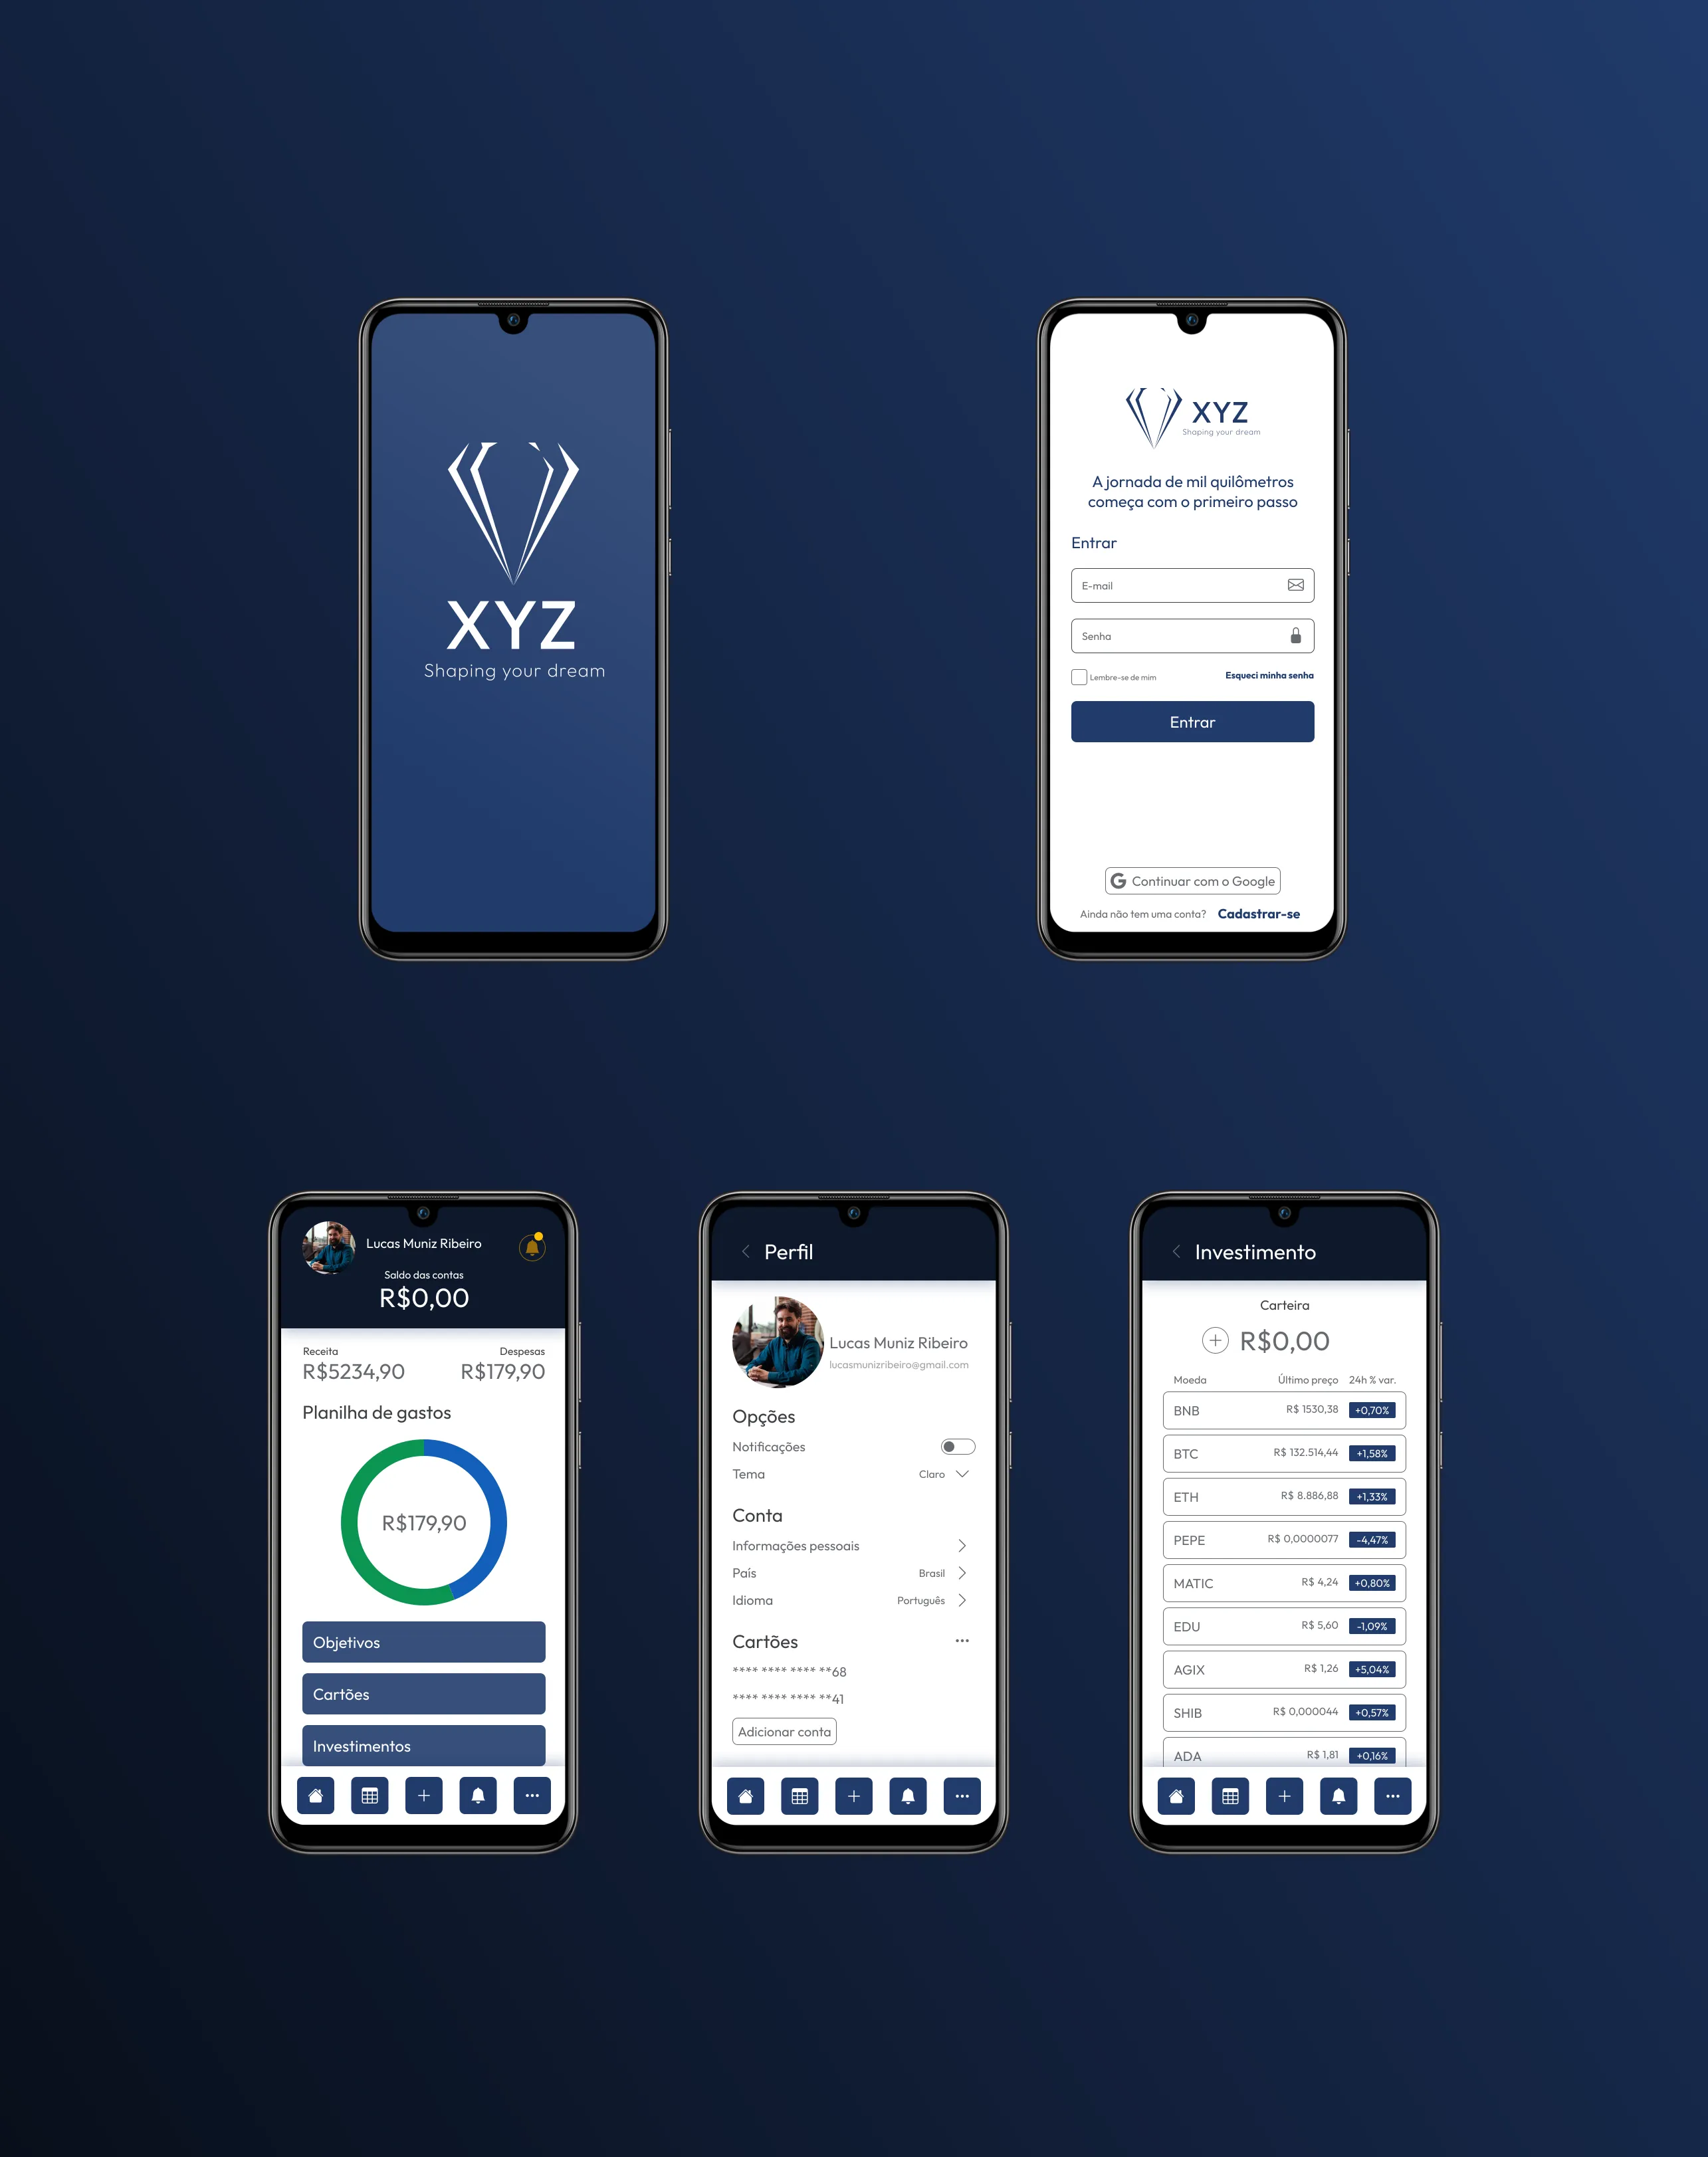 XYZ
Shaping your dream
XYZ
Shaping your dream
A jornada de mil quilômetros
começa com o primeiro passo
Entrar
E-mail
Senha
Lembre-se de mim Esqueci minha senha
Entrar
Continuar com o Google
Ainda não tem uma conta? Cadastrar-se
Lucas Muniz Ribeiro
Saldo das contas
R$0,00
Receita Despesas
R$5234,90 R$179,90
Planilha de gastos
R$179,90
Objetivos
Cartões
Investimentos
Perfil
Lucas Muniz Ribeiro
lucasmunizribeiro@gmail.com
Opções
Notificações
Tema Claro
Conta
Informações pessoais
País Brasil
Idioma Português
Cartões
**** **** **** **68
**** **** **** **41
Adicionar conta
Investimento
Carteira
R$0,00
Moeda Último preço 24h % var.
BNB R$ 1530,38 +0,70%
BTC R$ 132.514,44 +1,58%
ETH R$ 8.886,88 +1,33%
PEPE R$ 0,0000077 -4,47%
MATIC R$ 4,24 +0,80%
EDU R$ 5,60 -1,09%
AGIX R$ 1,26 +5,04%
SHIB R$ 0,000044 +0,57%
ADA R$ 1,81 +0,16%